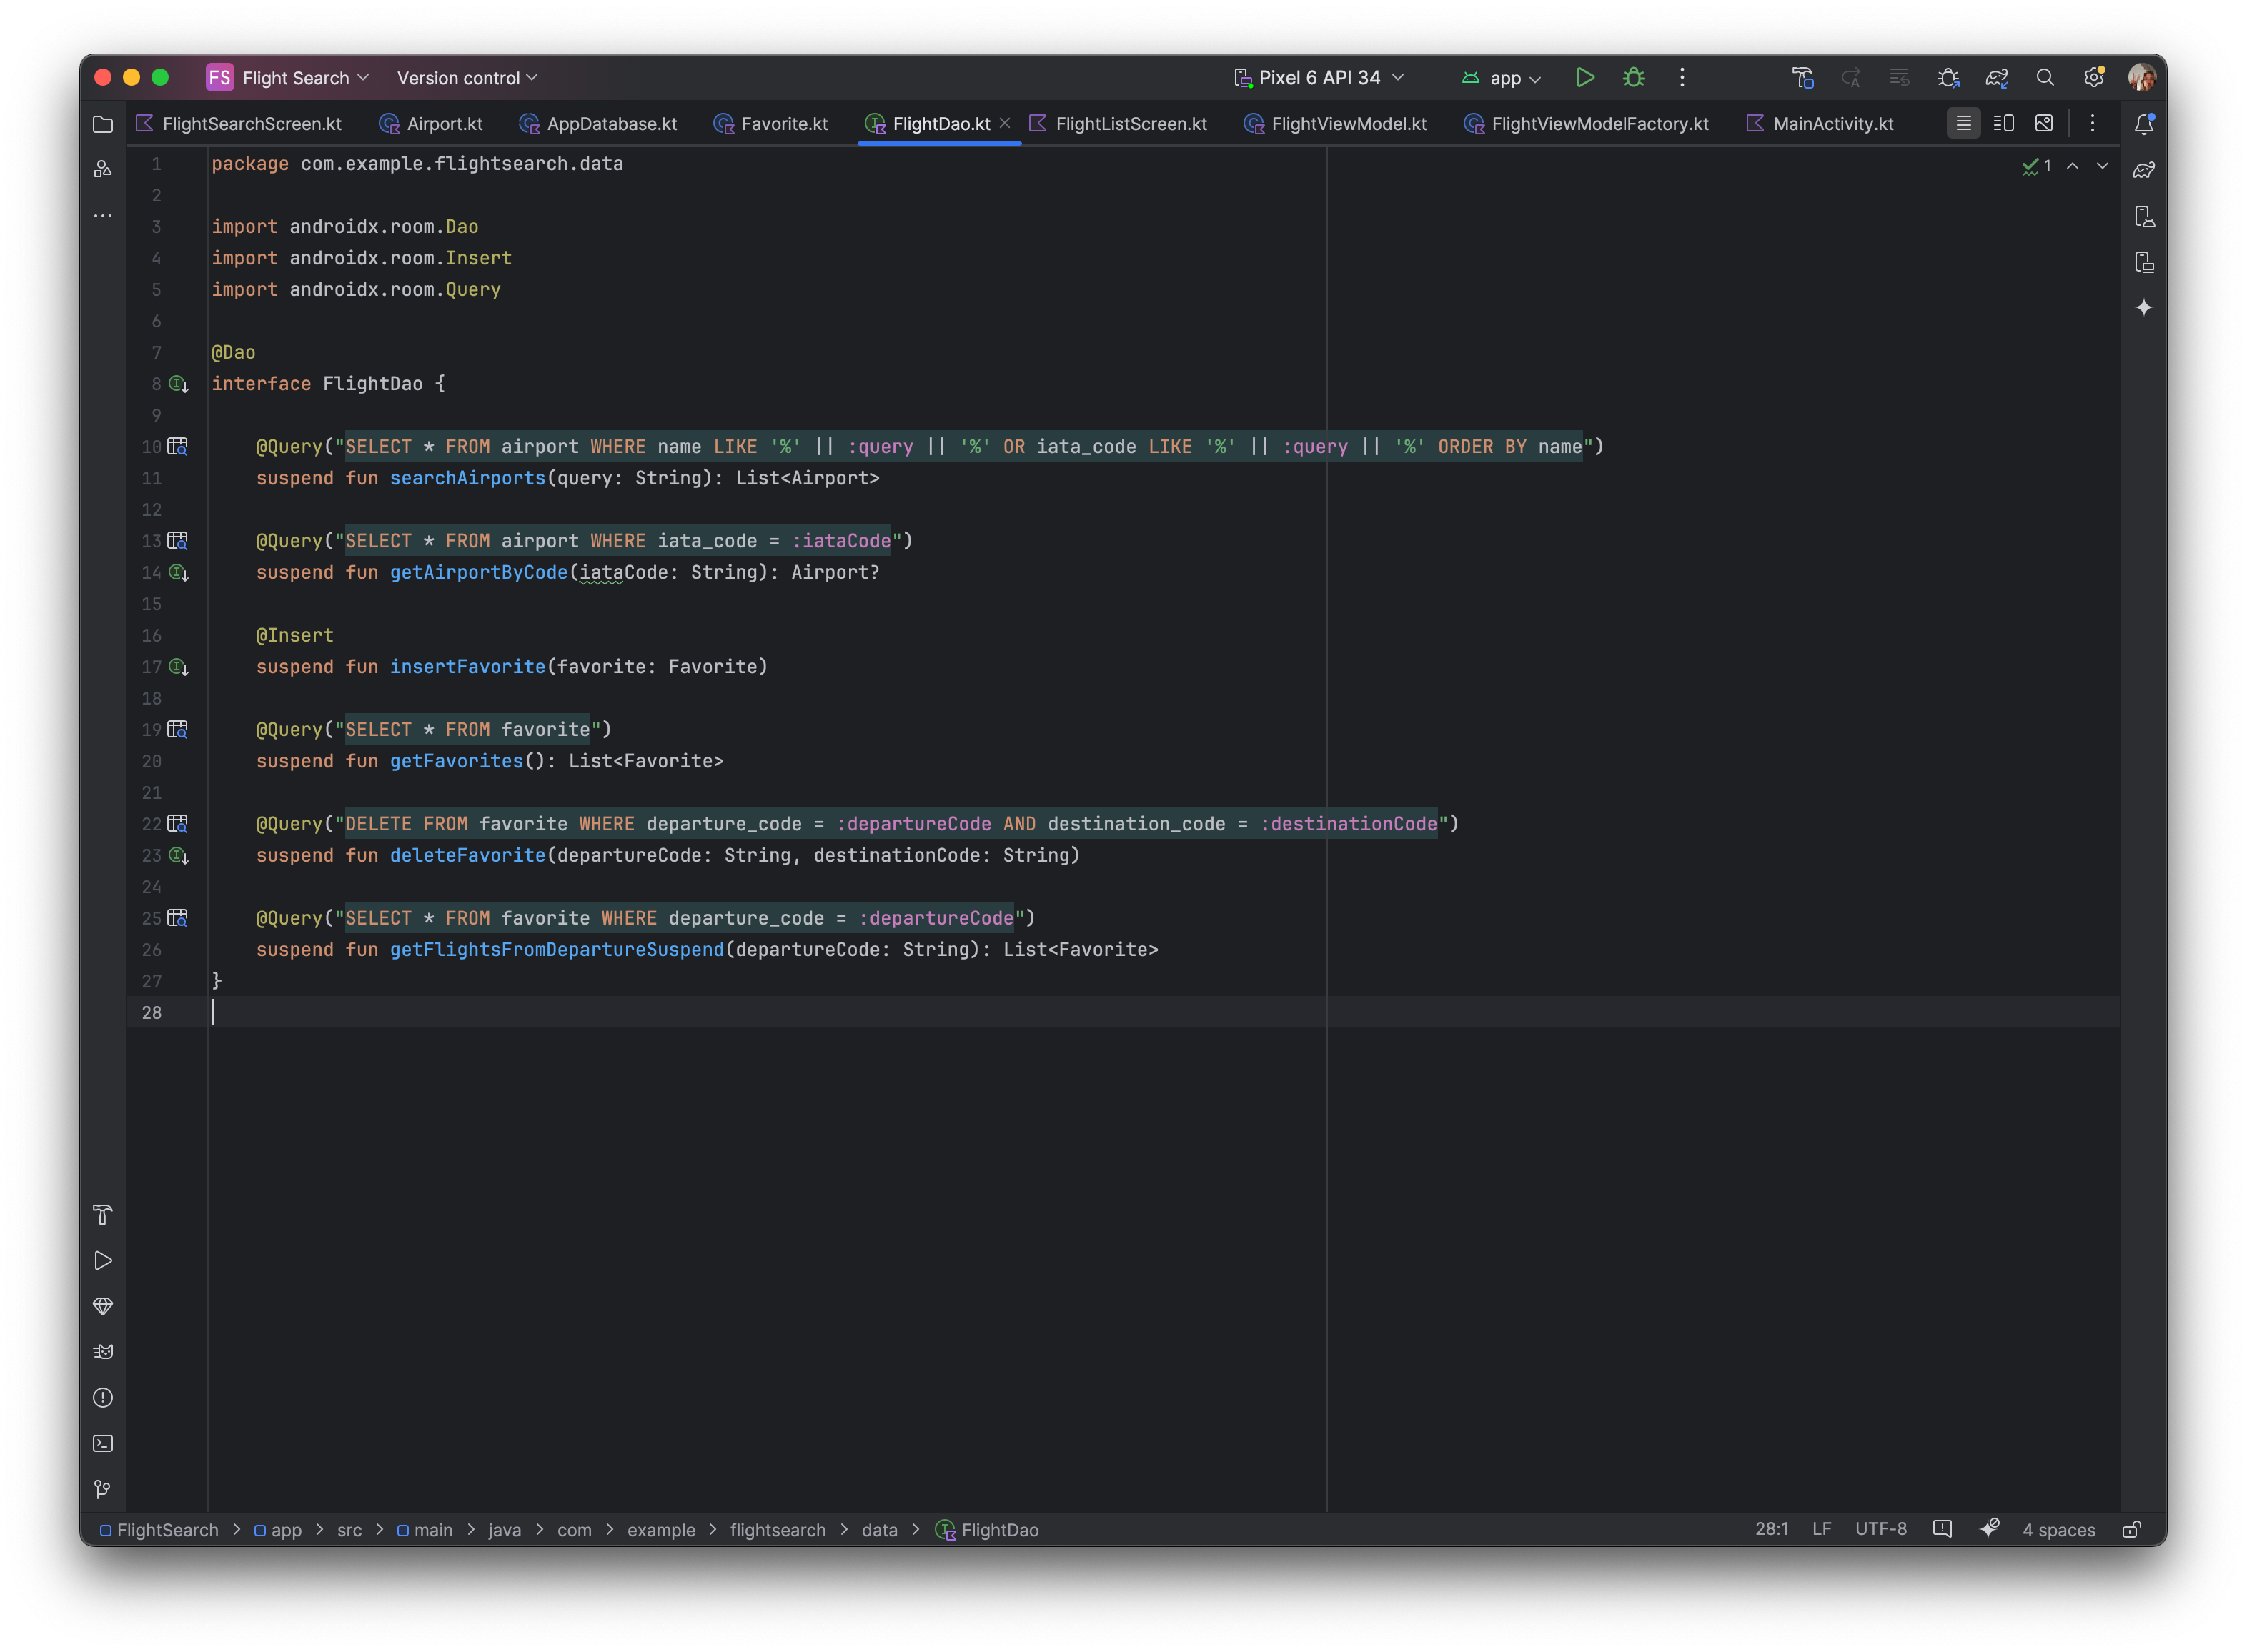 FS Flight Search Version control Pixel 6 API 34 app
FlightSearchScreen.kt Airport.kt AppDatabase.kt Favorite.kt FlightDao.kt FlightListScreen.kt FlightViewModel.kt FlightViewModelFactory.kt MainActivity.kt
1 package com.example.flightsearch.data 1
2
3 import androidx.room.Dao
4 import androidx.room.Insert
5 import androidx.room.Query
6
7 @Dao
8 interface FlightDao {
9
10 @Query("SELECT * FROM airport WHERE name LIKE '%' || :query || '%' OR iata_code LIKE '%' || :query || '%' ORDER BY name")
11 suspend fun searchAirports(query: String): List<Airport>
12
13 @Query("SELECT * FROM airport WHERE iata_code = :iataCode")
14 suspend fun getAirportByCode(iataCode: String): Airport?
15
16 @Insert
17 suspend fun insertFavorite(favorite: Favorite)
18
19 @Query("SELECT * FROM favorite")
20 suspend fun getFavorites(): List<Favorite>
21
22 @Query("DELETE FROM favorite WHERE departure_code = :departureCode AND destination_code = :destinationCode")
23 suspend fun deleteFavorite(departureCode: String, destinationCode: String)
24
25 @Query("SELECT * FROM favorite WHERE departure_code = :departureCode")
26 suspend fun getFlightsFromDepartureSuspend(departureCode: String): List<Favorite>
27 }
28
FlightSearch > app > src > main > java > com > example > flightsearch > data > FlightDao 28:1 LF UTF-8 4 spaces